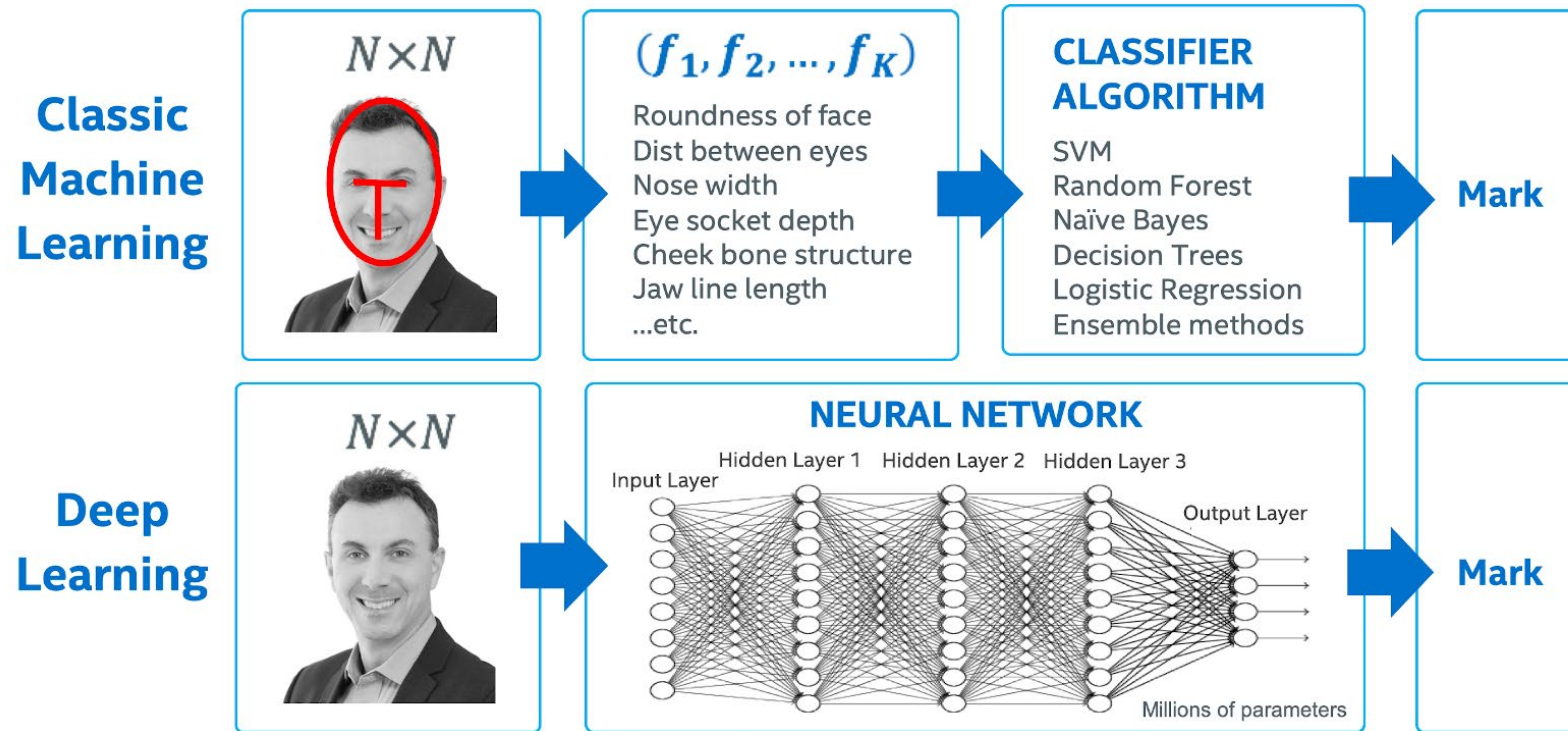 Classic
Machine
Learning
N×N
(f1, f2, ..., fK)
Roundness of face
Dist between eyes
Nose width
Eye socket depth
Cheek bone structure
Jaw line length
...etc.
CLASSIFIER
ALGORITHM
SVM
Random Forest
Naïve Bayes
Decision Trees
Logistic Regression
Ensemble methods
Mark
Deep
Learning
N×N
NEURAL NETWORK
Input Layer
Hidden Layer 1
Hidden Layer 2
Hidden Layer 3
Output Layer
Millions of parameters
Mark